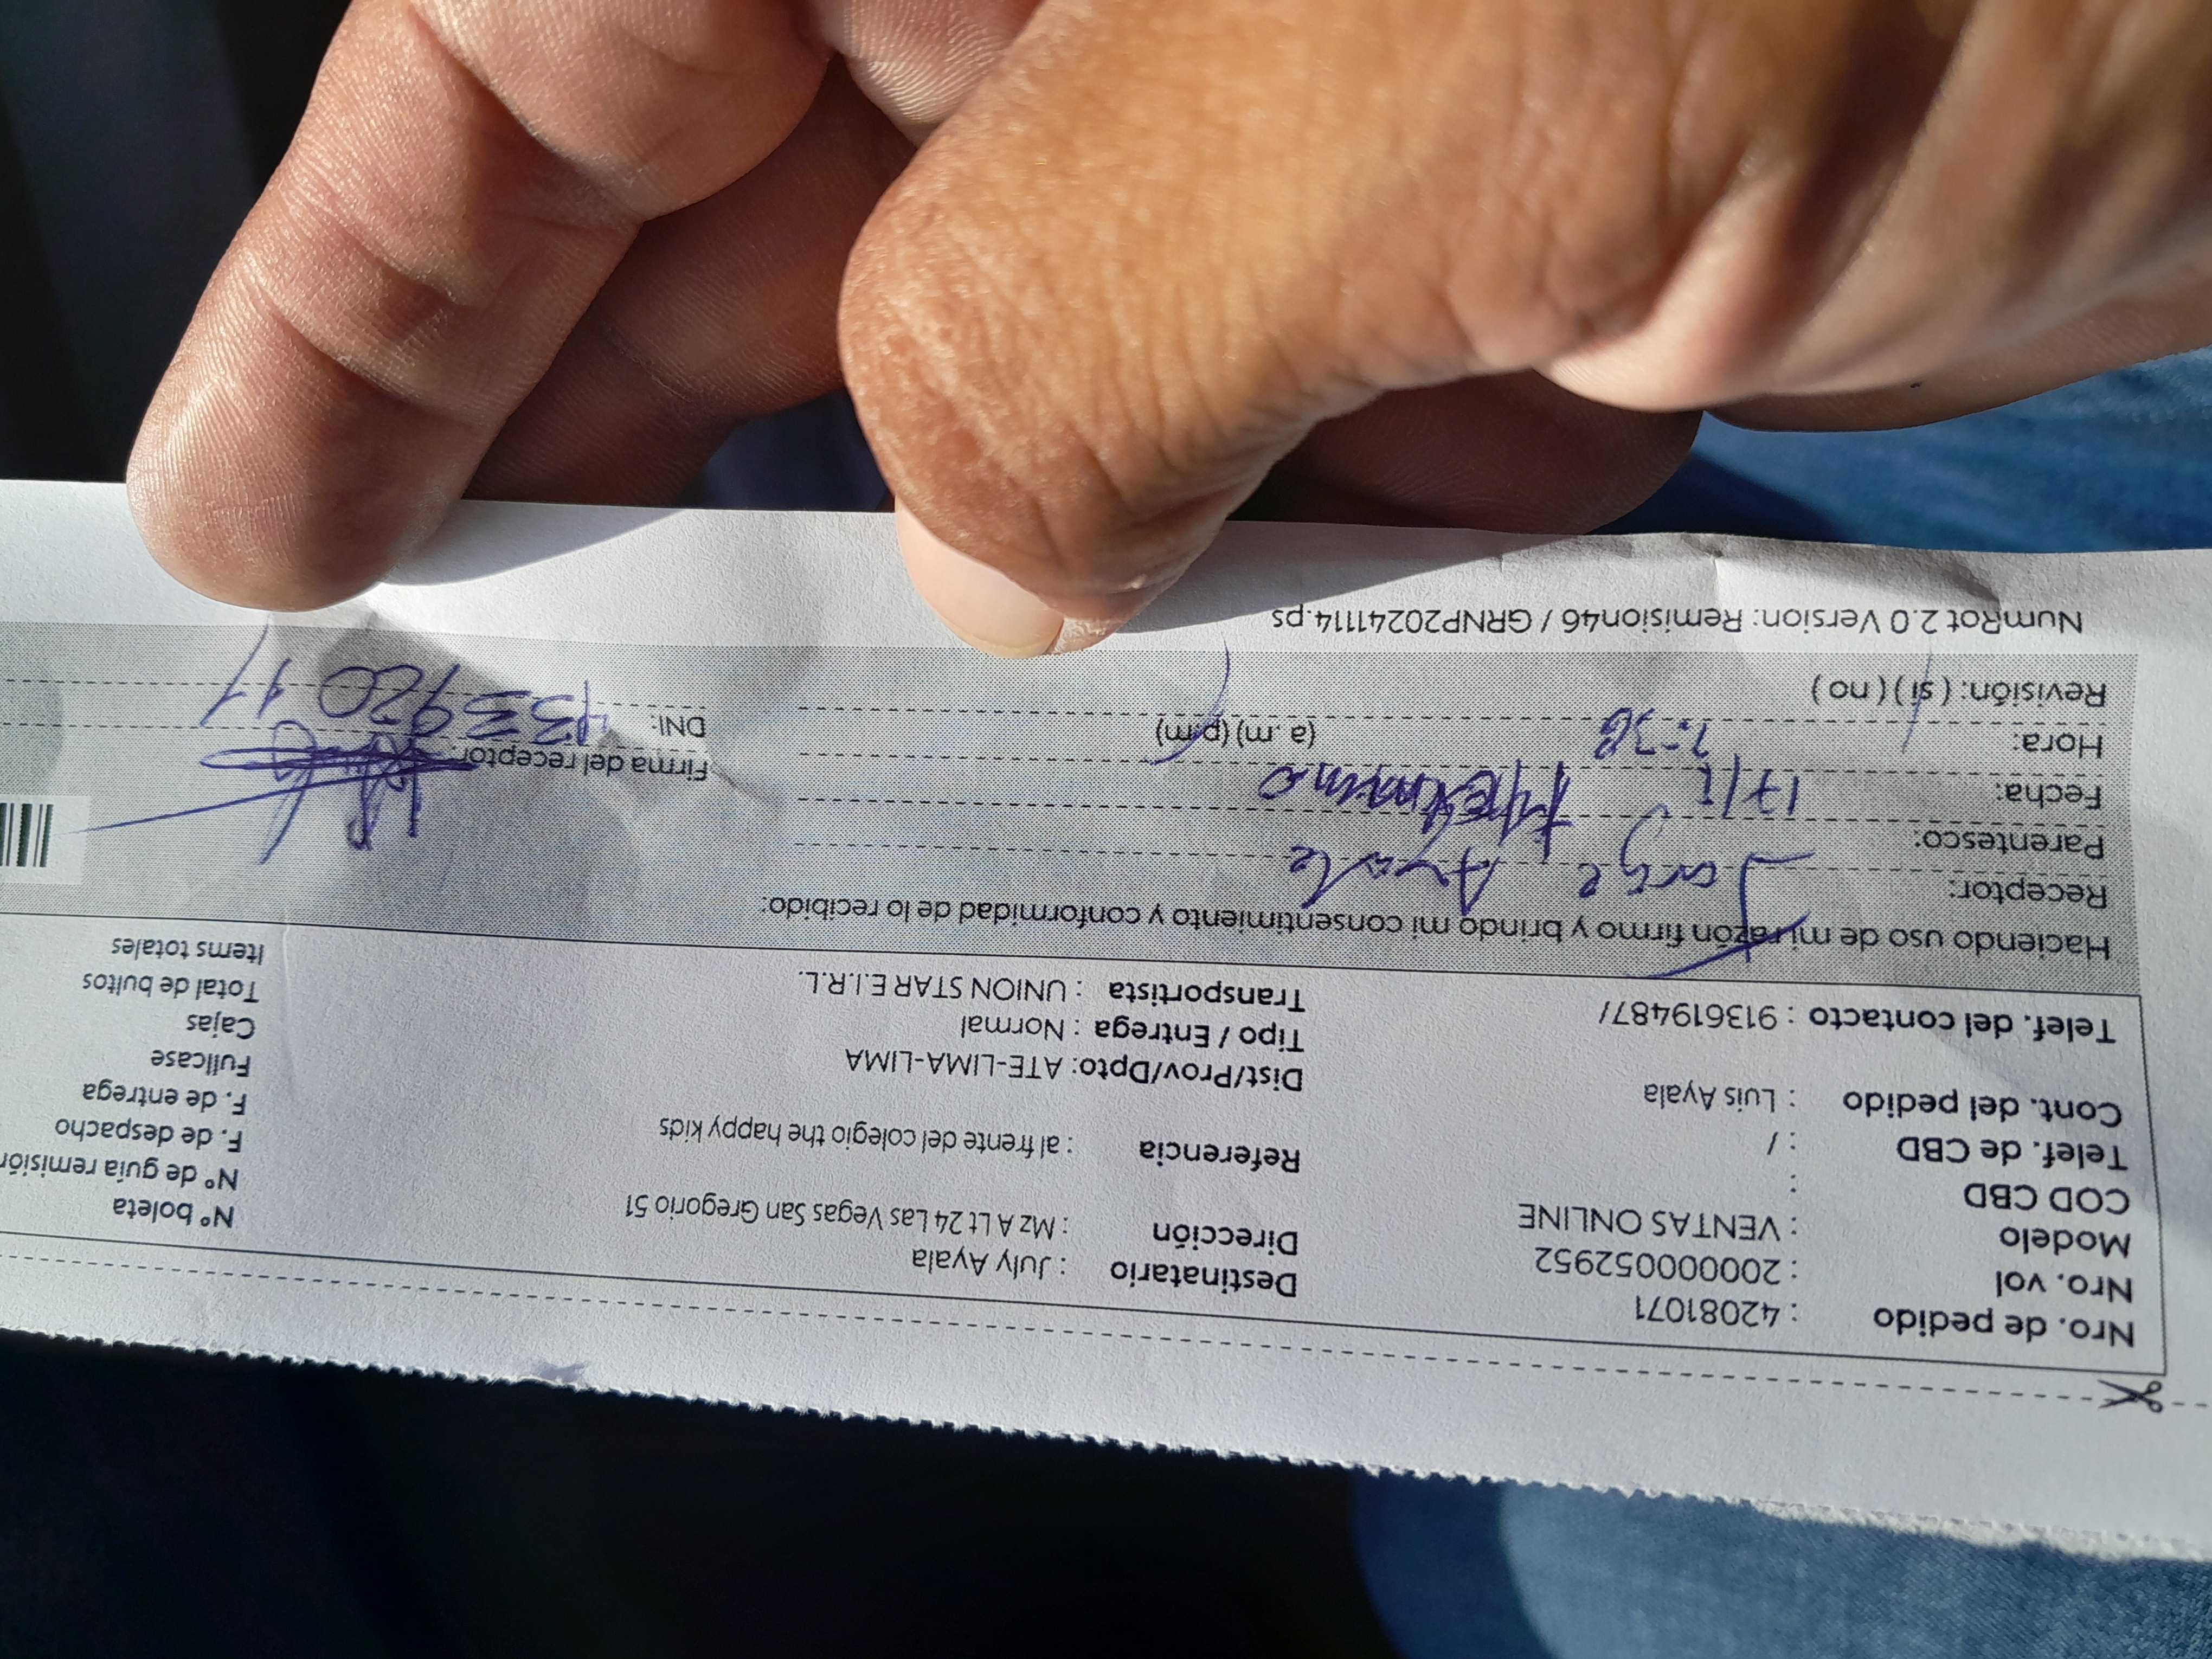 Nro. de pedido : 42081071
Nro. vol : 20000052952
Modelo : VENTAS ONLINE
COD CBD :
Telef. de CBD : /
Cont. del pedido : Luis Ayala
Telef. del contacto : 913619487/
Destinatario : July Ayala
Dirección : Mz A Lt 24 Las Vegas San Gregorio 51
Referencia : al frente del colegio the happy kids
Dist/Prov/Dpto: ATE-LIMA-LIMA
Tipo / Entrega : Normal
Transportista : UNION STAR E.I.R.L.
Nº boleta
Nº de guía remisión
F. de despacho
F. de entrega
Fullcase
Cajas
Total de bultos
Items totales
Haciendo uso de mi razón firmo y brindo mi consentimiento y conformidad de lo recibido:
Receptor: Jorge Ayala
Parentesco: Hermano
Fecha: 17/1
Hora: (a .m) (p.m)
Revisión: ( si ) ( no )
Firma del receptor:
DNI:
NumRot 2.0 Version: Remision46 / GRNP20241114.ps